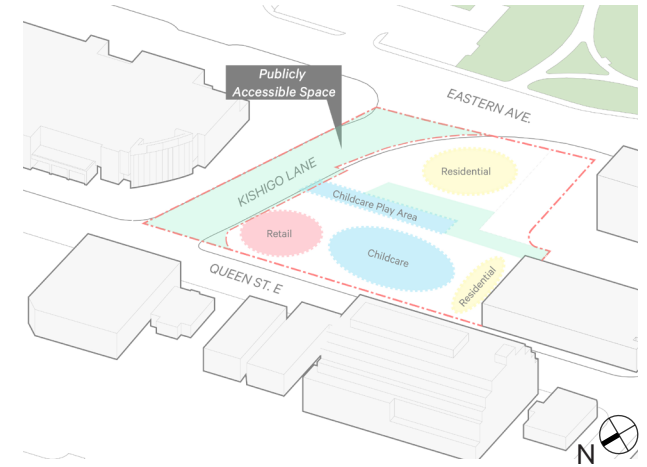 Publicly
Accessible Space
EASTERN AVE.
KISHIGO LANE
Residential
Childcare Play Area
Retail
Childcare
QUEEN ST. E
Residential
N